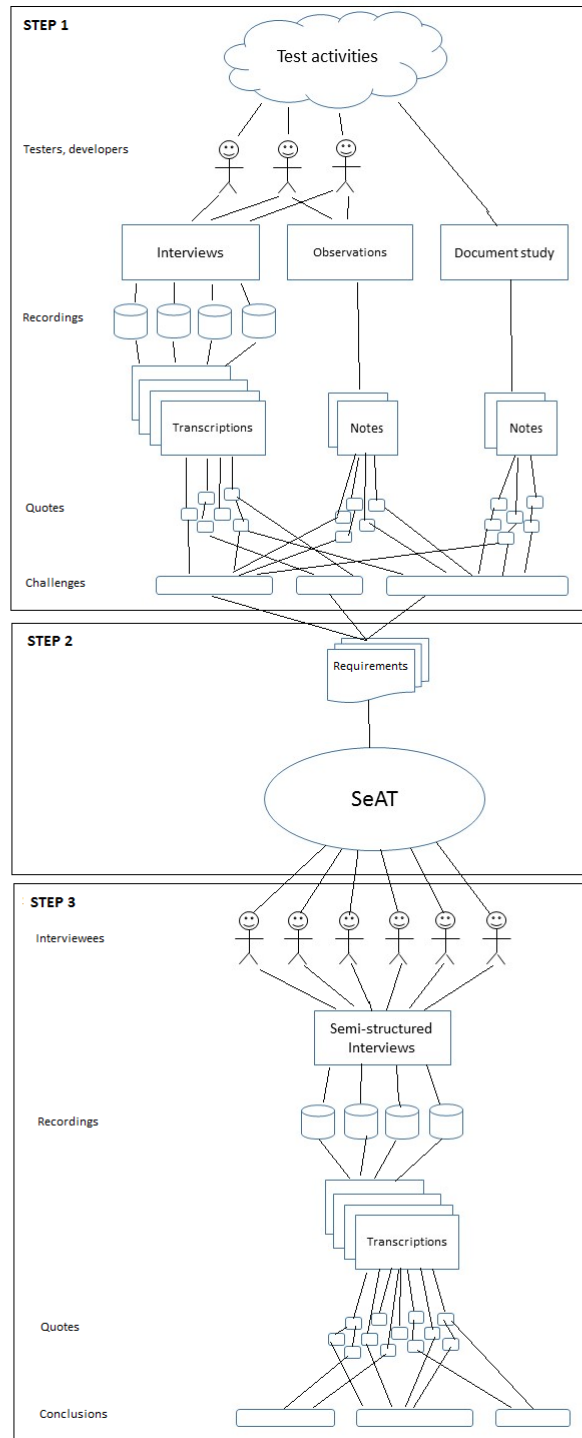 STEP 1
Test activities
Testers, developers
Interviews
Observations
Document study
Recordings
Transcriptions
Notes
Notes
Quotes
Challenges
STEP 2
Requirements
SeAT
STEP 3
Interviewees
Semi-structured
Interviews
Recordings
Transcriptions
Quotes
Conclusions